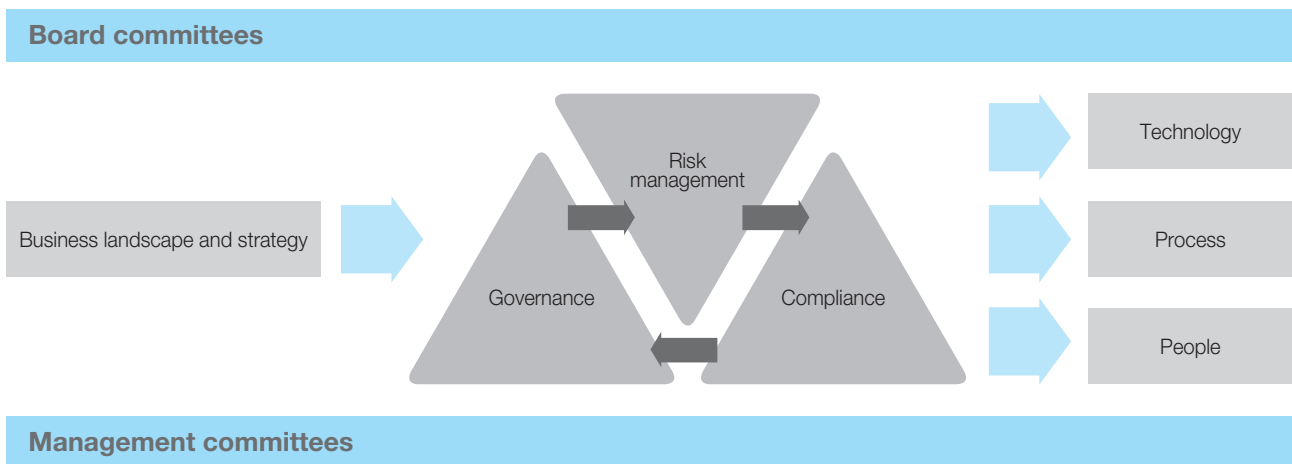 Board committees
Business landscape and strategy
Governance
Risk
management
Compliance
Technology
Process
People
Management committees